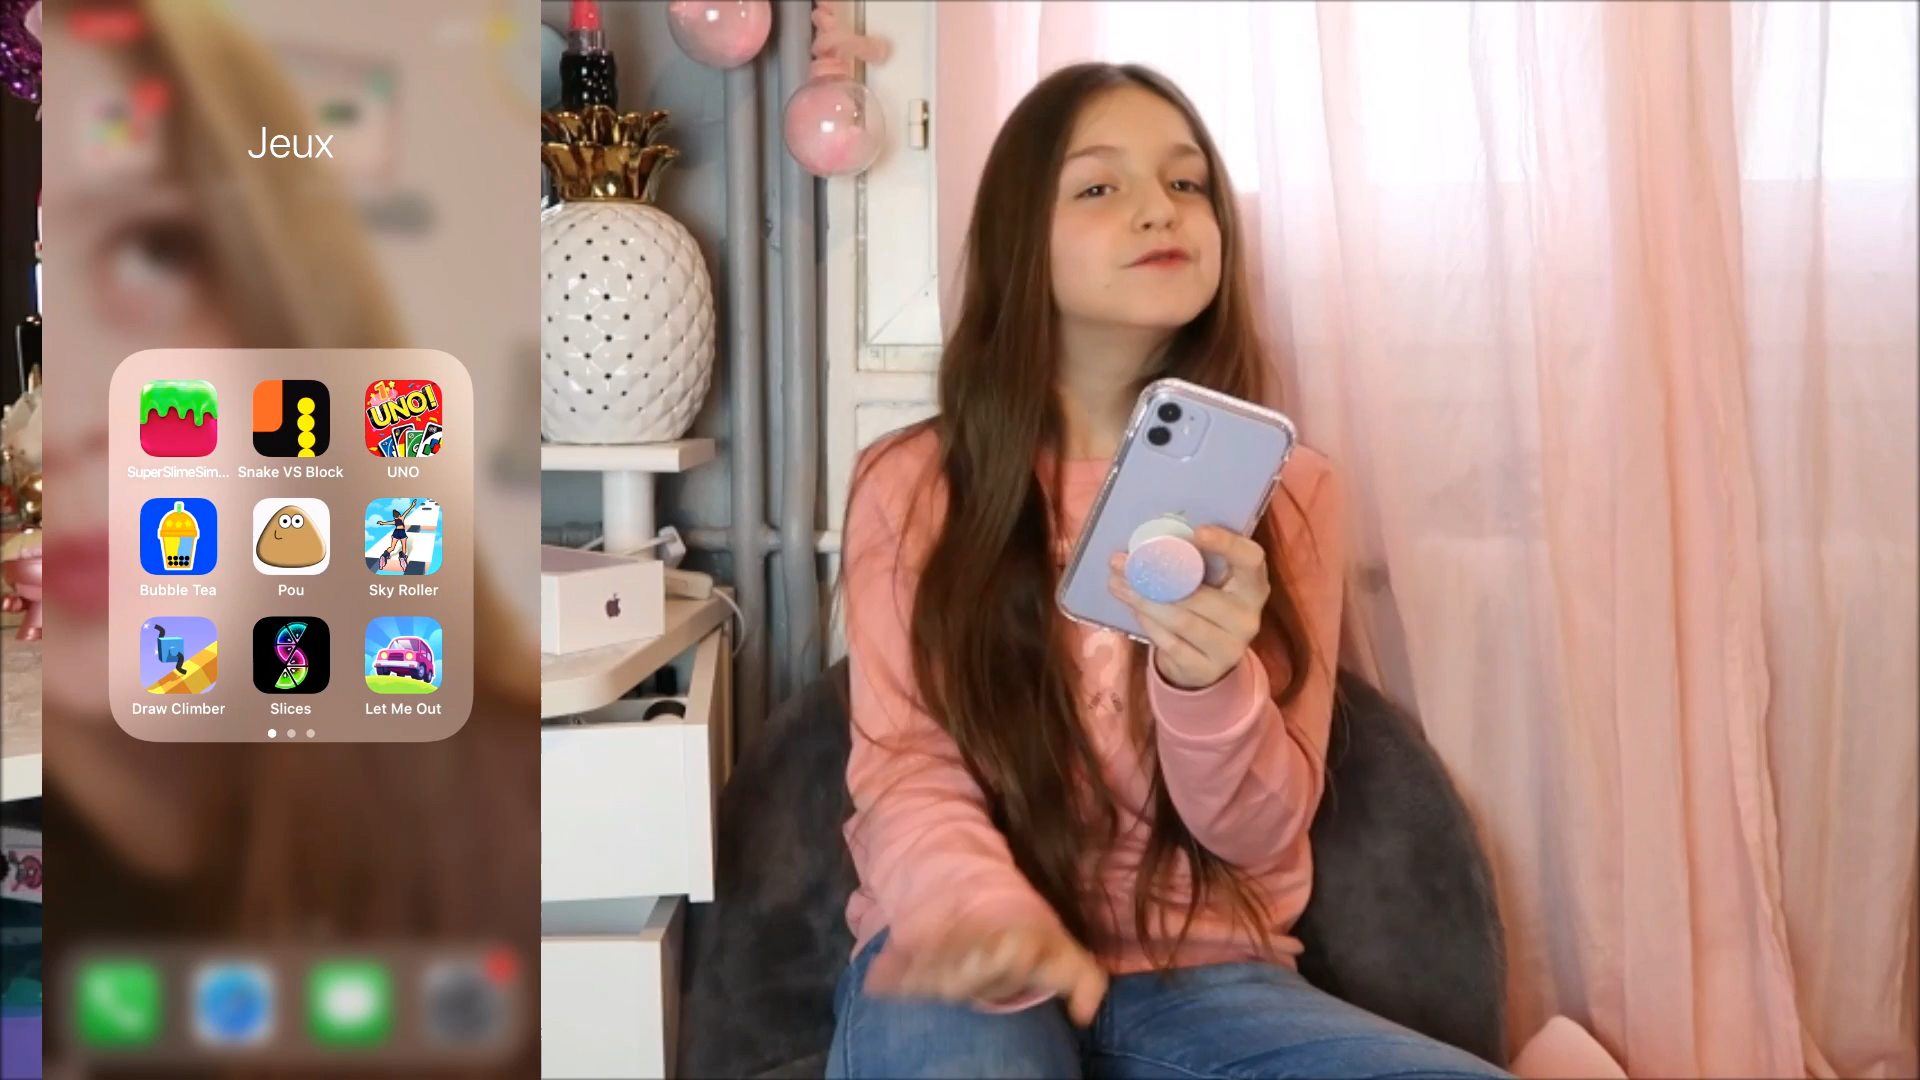 Jeux
UNO!
SuperSlimeSim... Snake VS Block UNO
Bubble Tea Pou Sky Roller
Draw Climber Slices Let Me Out